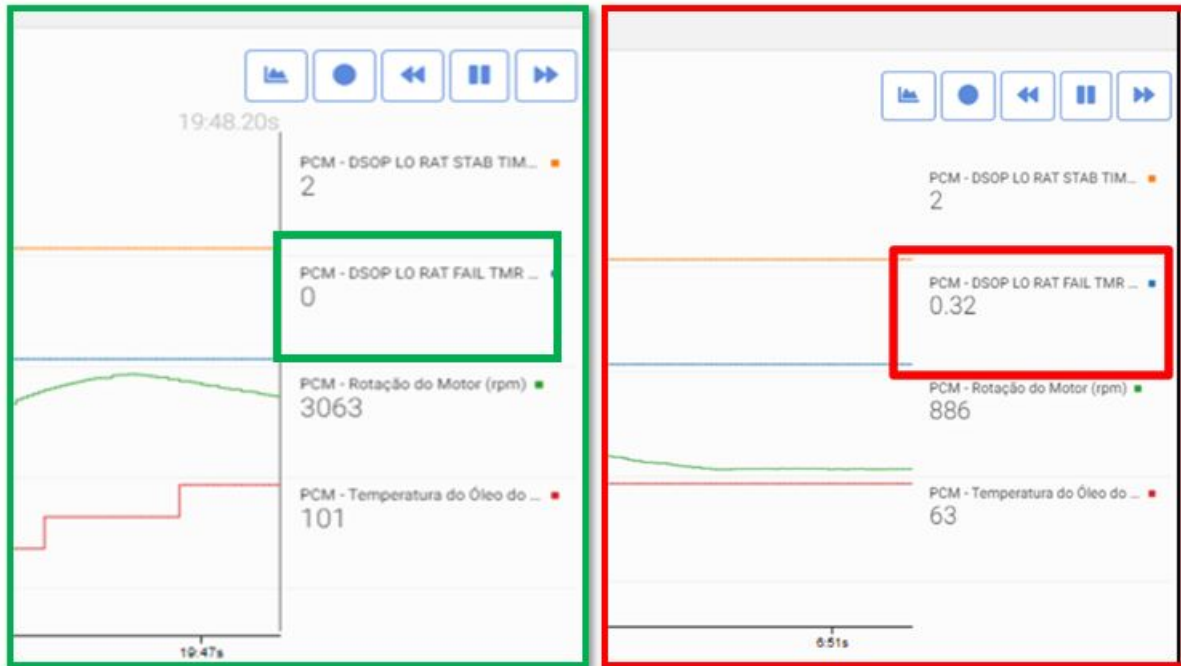 19:48.20s
PCM - DSOP LO RAT STAB TIM...
2
PCM - DSOP LO RAT FAIL TMR ...
0
PCM - Rotação do Motor (rpm)
3063
PCM - Temperatura do Óleo do ...
101
19:47s
PCM - DSOP LO RAT STAB TIM...
2
PCM - DSOP LO RAT FAIL TMR ...
0.32
PCM - Rotação do Motor (rpm)
886
PCM - Temperatura do Óleo do ...
63
6:51s